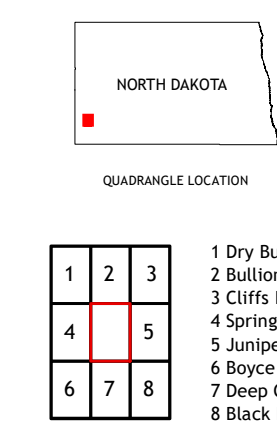 NORTH DAKOTA
QUADRANGLE LOCATION
1 2 3
4 5
6 7 8
1 Dry Bu
2 Bullion
3 Cliffs
4 Spring
5 Junipe
6 Boyce
7 Deep
8 Black